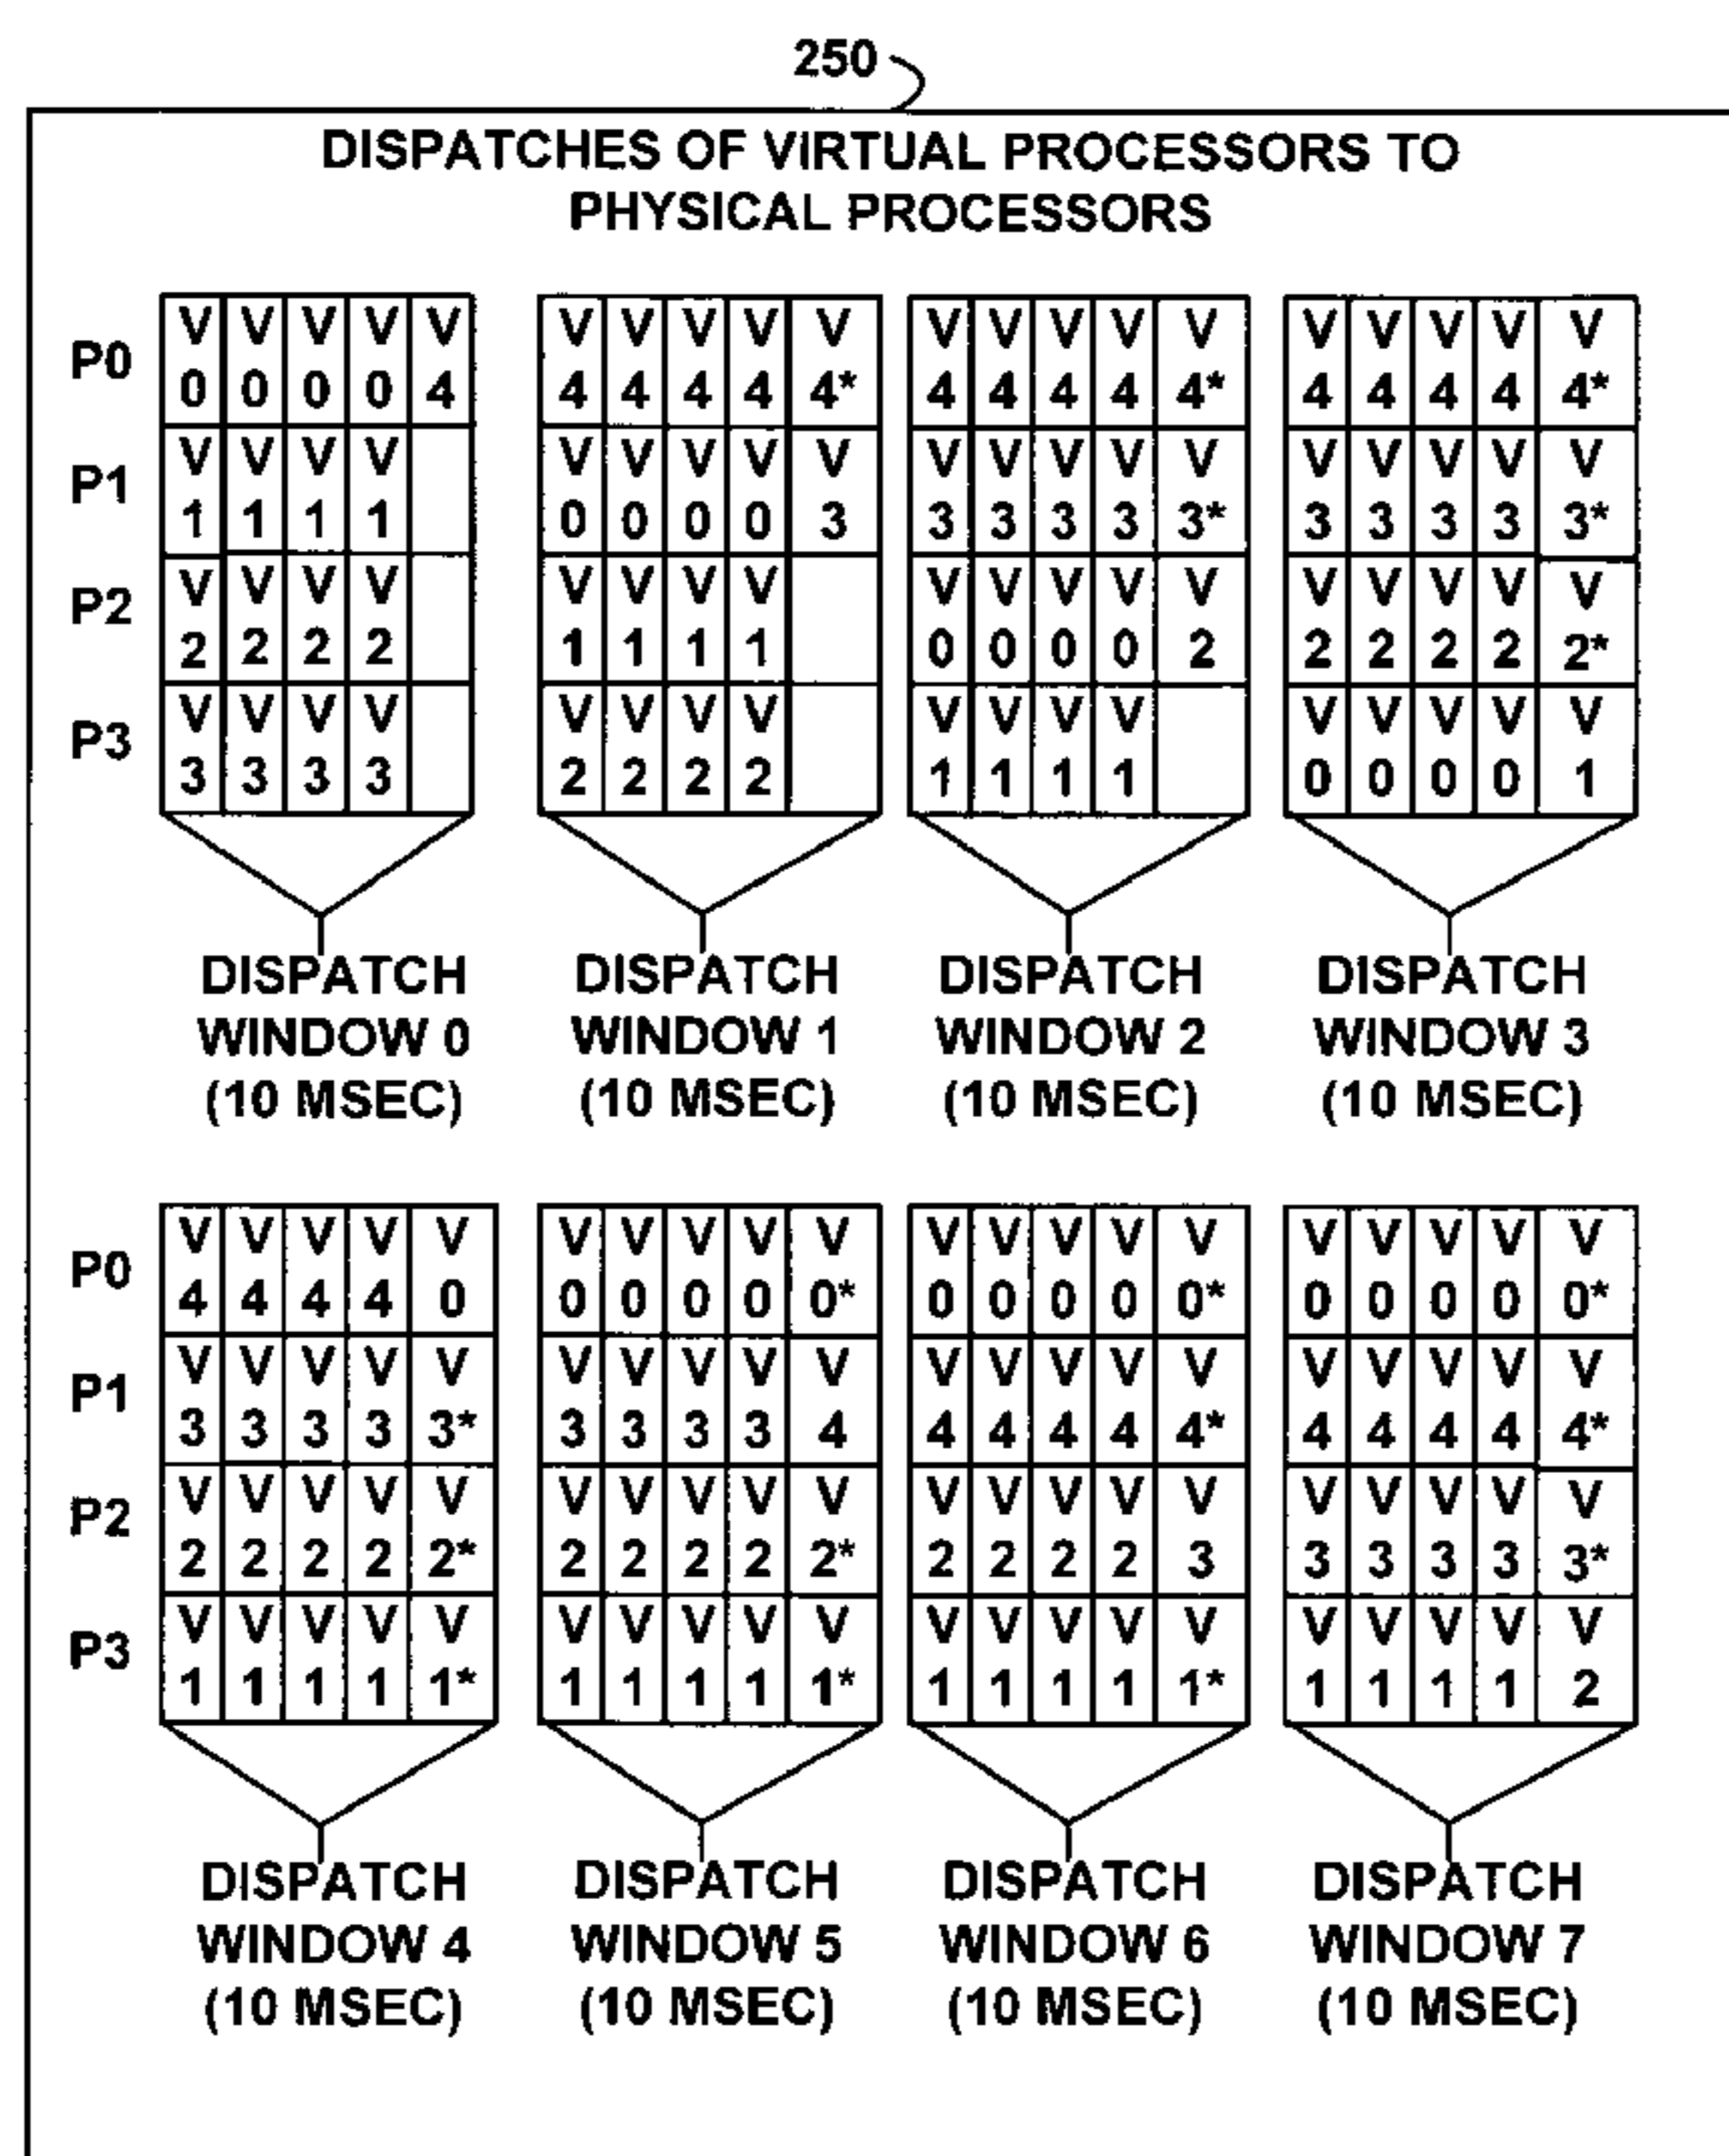 250
DISPATCHES OF VIRTUAL PROCESSORS TO
PHYSICAL PROCESSORS
P0 V V V V V V V V V V V V V V V V V V V V
0 0 0 0 4 4 4 4 4 4* 4 4 4 4 4* 4 4 4 4 4*
P1 V V V V V V V V V V V V V V V V V V V
1 1 1 1 0 0 0 0 3 3 3 3 3 3* 3 3 3 3 3*
P2 V V V V V V V V V V V V V V V V V V
2 2 2 2 1 1 1 1 0 0 0 0 2 2 2 2 2 2*
P3 V V V V V V V V V V V V V V V V V
3 3 3 3 2 2 2 2 1 1 1 1 0 0 0 0 1
DISPATCH DISPATCH DISPATCH DISPATCH
WINDOW 0 WINDOW 1 WINDOW 2 WINDOW 3
(10 MSEC) (10 MSEC) (10 MSEC) (10 MSEC)
P0 V V V V V V V V V V V V V V V V V V V V
4 4 4 4 0 0 0 0 0 0* 0 0 0 0 0* 0 0 0 0 0*
P1 V V V V V V V V V V V V V V V V V V V V
3 3 3 3 3* 3 3 3 3 4 4 4 4 4 4* 4 4 4 4 4*
P2 V V V V V V V V V V V V V V V V V V V V
2 2 2 2 2* 2 2 2 2 2* 2 2 2 2 3 3 3 3 3 3*
P3 V V V V V V V V V V V V V V V V V V V V
1 1 1 1 1* 1 1 1 1 1* 1 1 1 1 1* 1 1 1 1 2
DISPATCH DISPATCH DISPATCH DISPATCH
WINDOW 4 WINDOW 5 WINDOW 6 WINDOW 7
(10 MSEC) (10 MSEC) (10 MSEC) (10 MSEC)